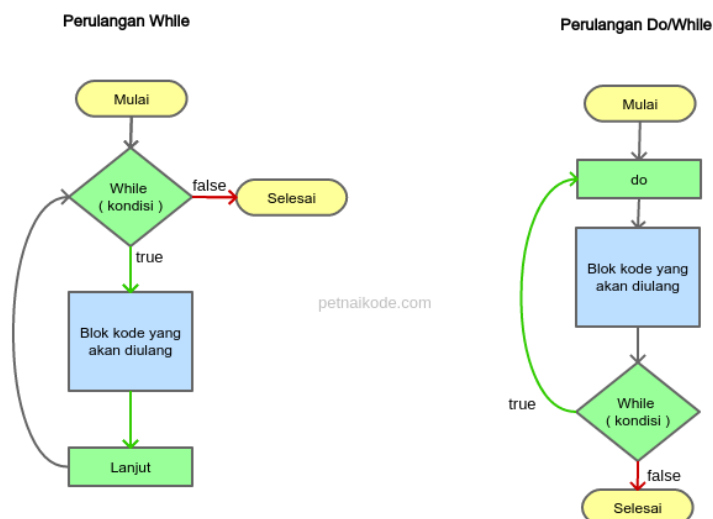 Perulangan While
Mulai
While
( kondisi )
false
Selesai
true
Blok kode yang
akan diulang
Lanjut
petnaikode.com
Perulangan Do/While
Mulai
do
Blok kode yang
akan diulang
While
( kondisi )
true
false
Selesai